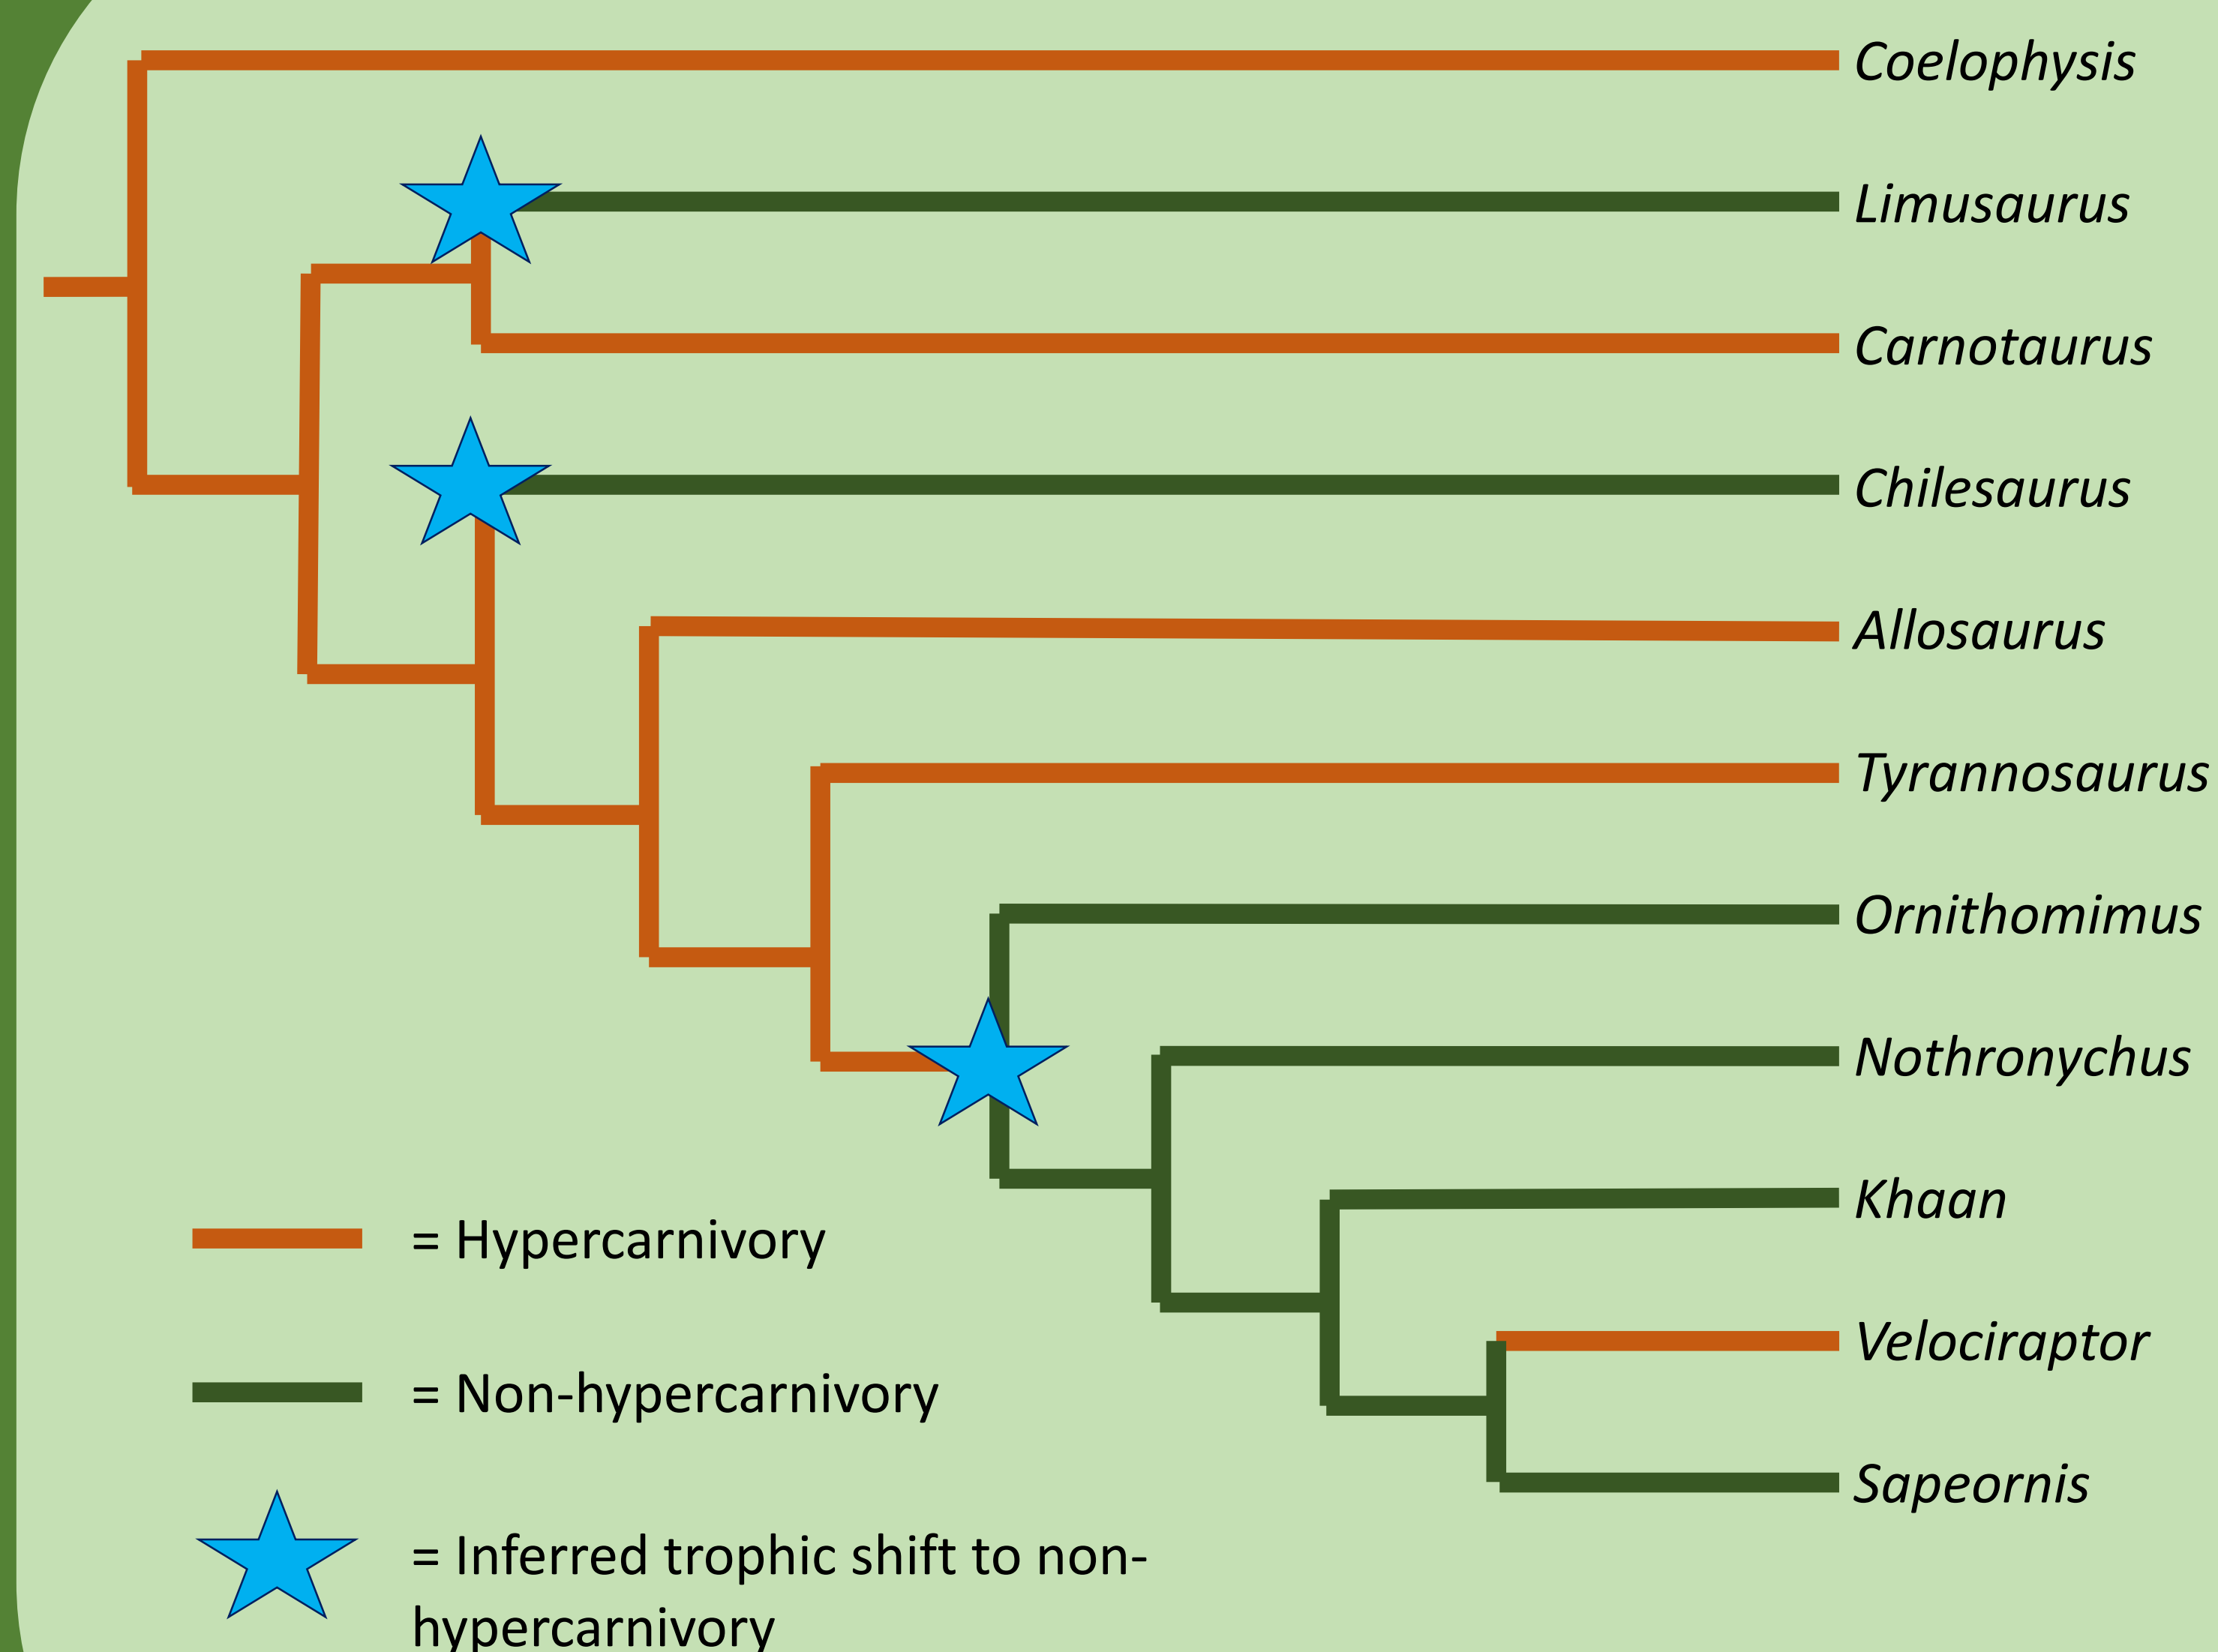 Coelophysis
Limusaurus
Carnotaurus
Chilesaurus
Allosaurus
Tyrannosaurus
Ornithomimus
Nothronychus
Khaan
Velociraptor
Sapeornis
= Hypercarnivory
= Non-hypercarnivory
= Inferred trophic shift to non-
hypercarnivory